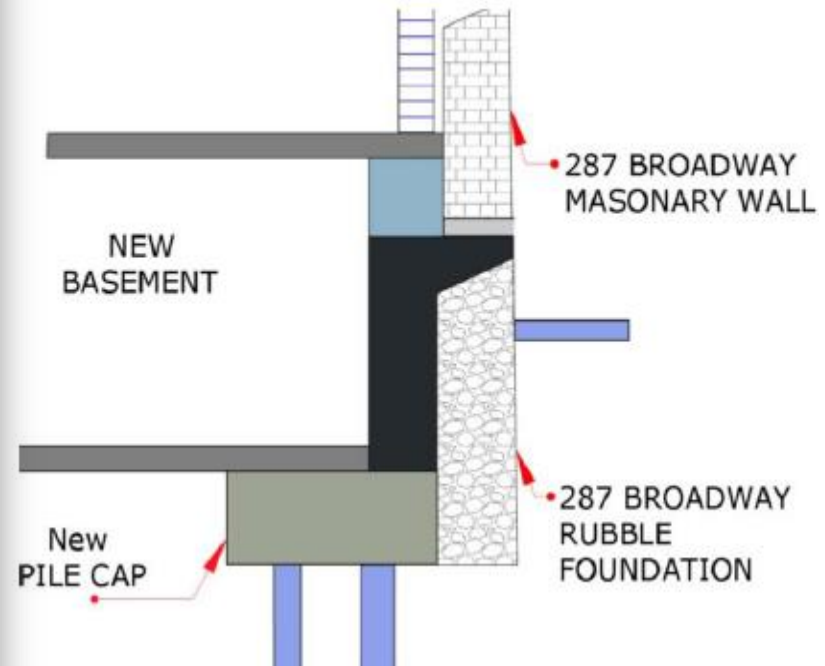 287 BROADWAY
MASONARY WALL
NEW
BASEMENT
287 BROADWAY
RUBBLE
FOUNDATION
New
PILE CAP